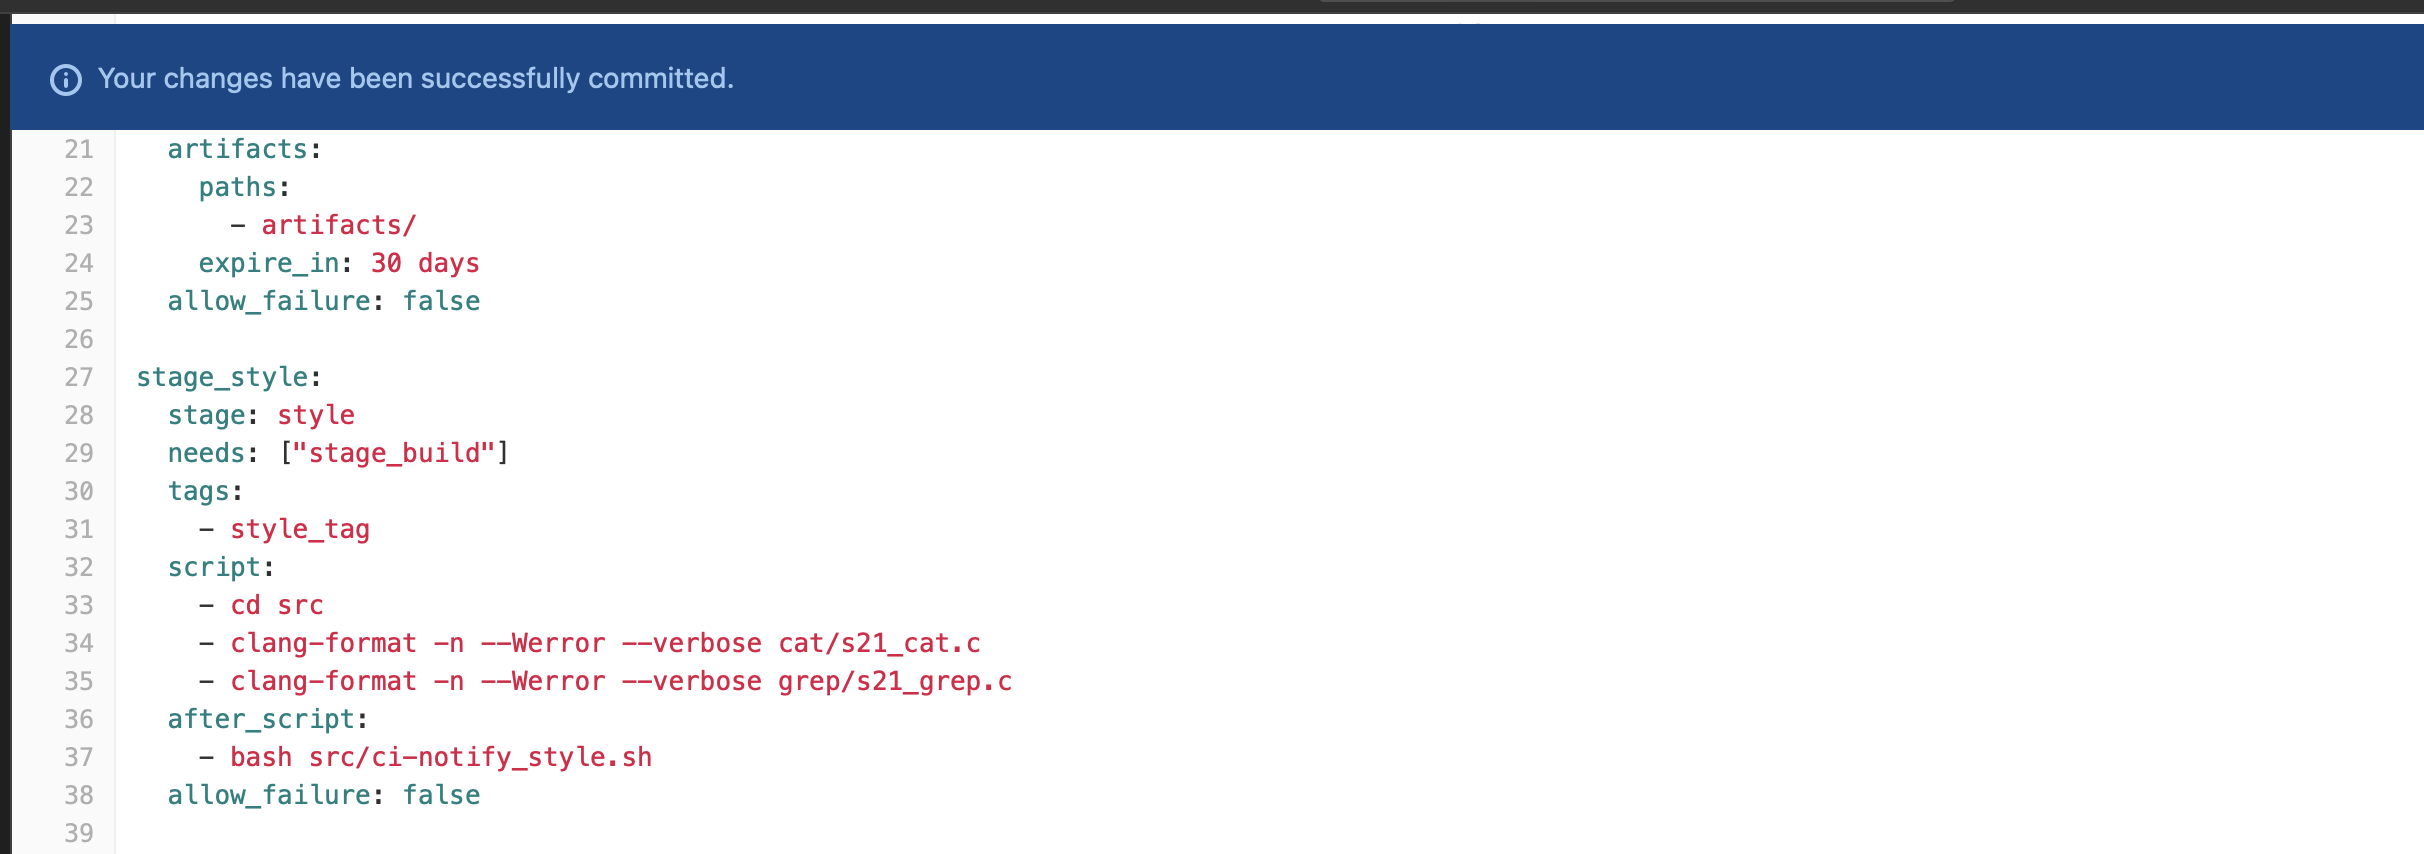 Your changes have been successfully committed.
21 artifacts:
22 paths:
23 - artifacts/
24 expire_in: 30 days
25 allow_failure: false
26
27 stage_style:
28 stage: style
29 needs: ["stage_build"]
30 tags:
31 - style_tag
32 script:
33 - cd src
34 - clang-format -n --Werror --verbose cat/s21_cat.c
35 - clang-format -n --Werror --verbose grep/s21_grep.c
36 after_script:
37 - bash src/ci-notify_style.sh
38 allow_failure: false
39